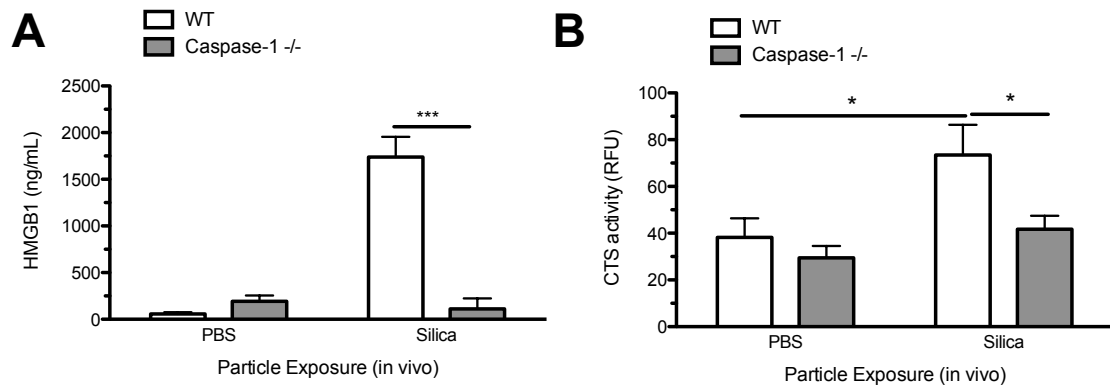 A
WT
Caspase-1 -/-
2500
2000
1500
1000
500
0
HMGB1 (ng/mL)
***
PBS
Silica
Particle Exposure (in vivo)
B
WT
Caspase-1 -/-
100
80
60
40
20
0
CTS activity (RFU)
*
*
PBS
Silica
Particle Exposure (in vivo)